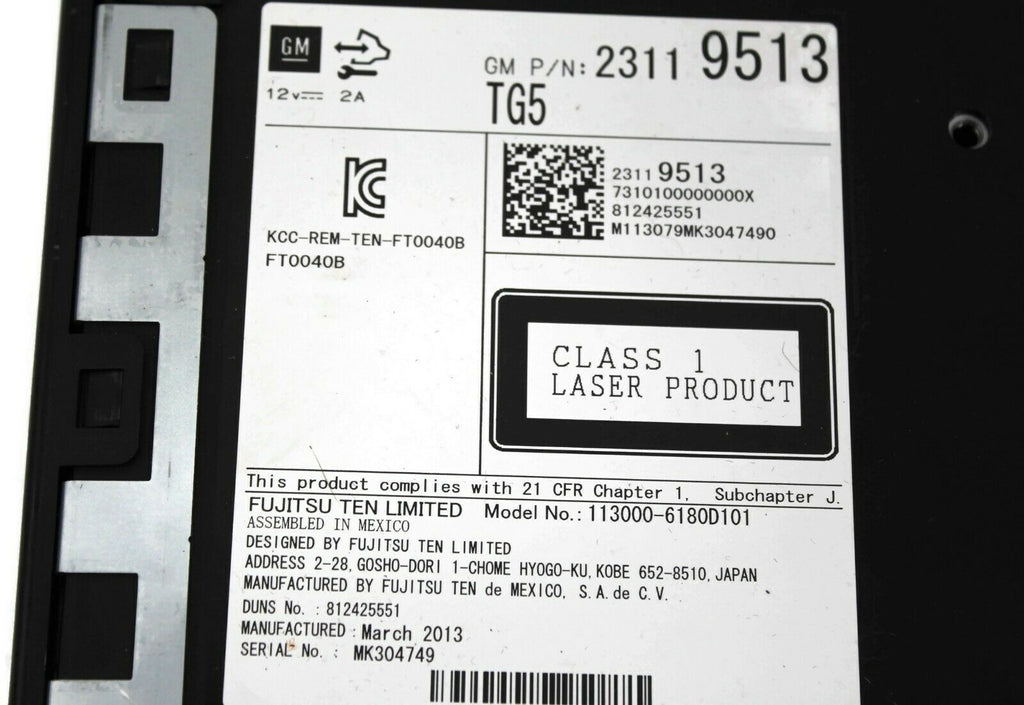 GM
GM P/N: 2311 9513
12V 2A
TG5
KCC-REM-TEN-FT0040B
FT0040B
2311 9513
7310100000000X
812425551
M113079MK3047490
CLASS 1
LASER PRODUCT
This product complies with 21 CFR Chapter 1, Subchapter J.
FUJITSU TEN LIMITED Model No.: 113000-6180D101
ASSEMBLED IN MEXICO
DESIGNED BY FUJITSU TEN LIMITED
ADDRESS 2-28, GOSHO-DORI 1-CHOME HYOGO-KU, KOBE 652-8510, JAPAN
MANUFACTURED BY FUJITSU TEN de MEXICO, S.A. de C.V.
DUNS No. : 812425551
MANUFACTURED : March 2013
SERIAL No. : MK304749